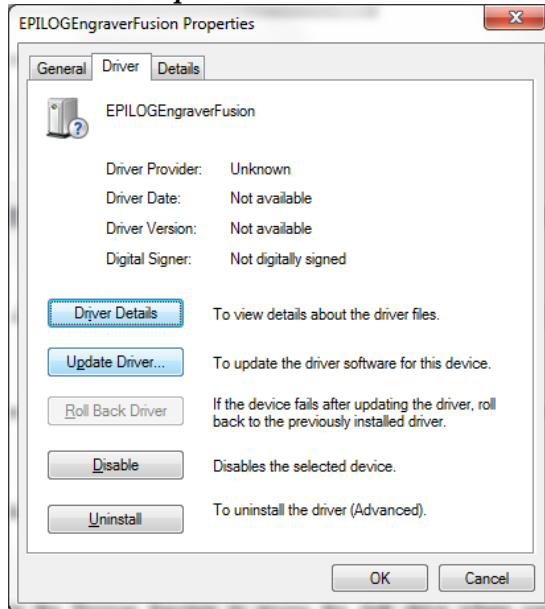 EPILOGEngraverFusion Properties
General Driver Details
EPILOGEngraverFusion
Driver Provider: Unknown
Driver Date: Not available
Driver Version: Not available
Digital Signer: Not digitally signed
Driver Details To view details about the driver files.
Update Driver... To update the driver software for this device.
Roll Back Driver If the device fails after updating the driver, roll
back to the previously installed driver.
Disable Disables the selected device.
Uninstall To uninstall the driver (Advanced).
OK Cancel